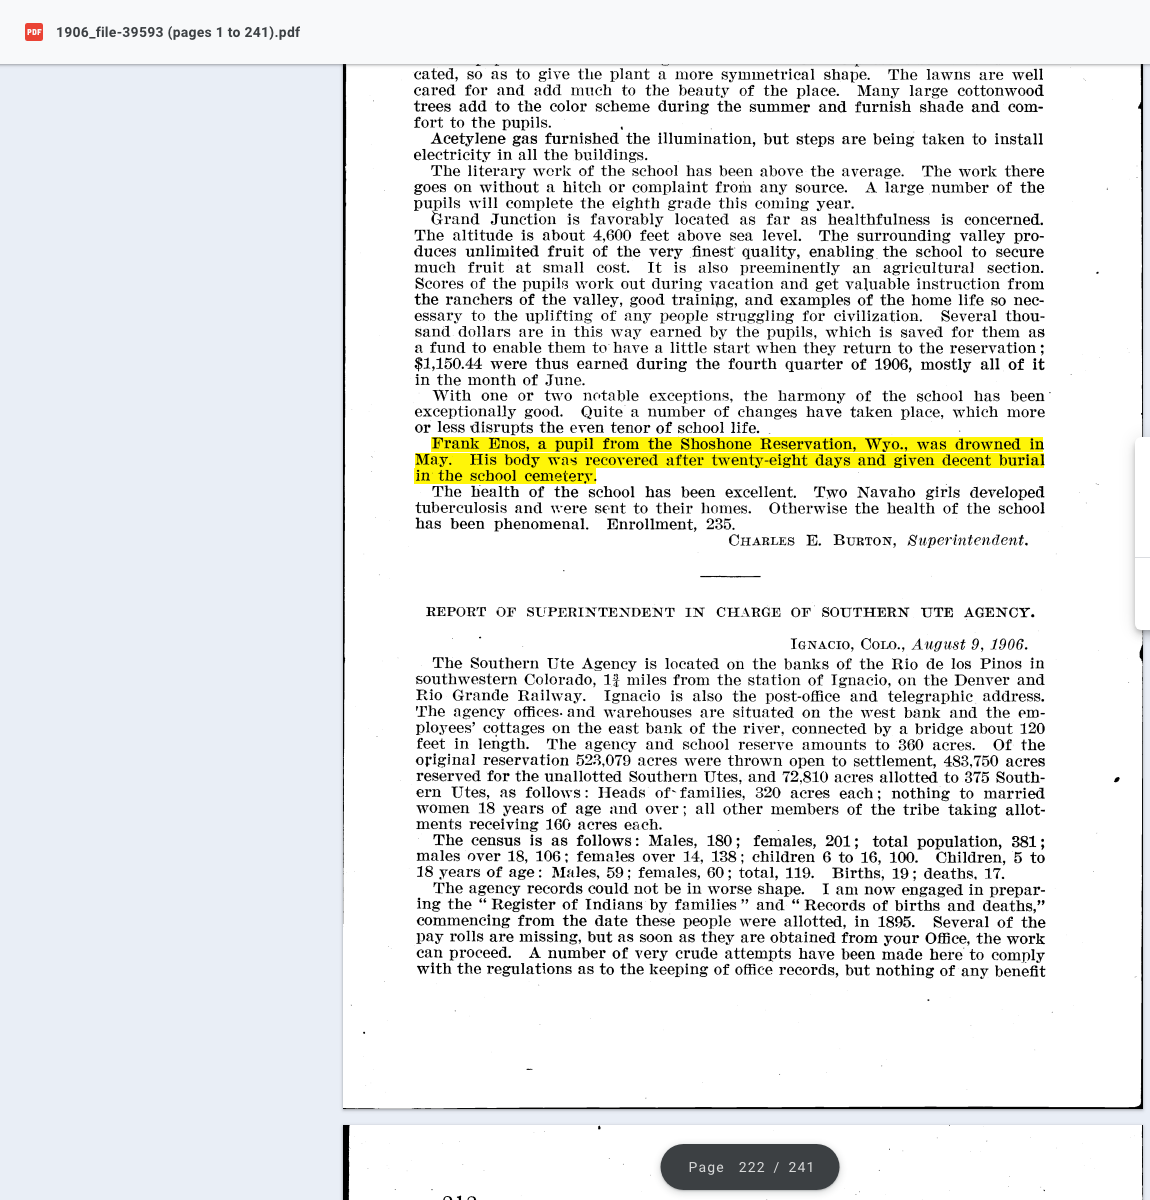 PDF 1906_file-39593 (pages 1 to 241).pdf
cated, so as to give the plant a more symmetrical shape. The lawns are well
cared for and add much to the beauty of the place. Many large cottonwood
trees add to the color scheme during the summer and furnish shade and com-
fort to the pupils.
Acetylene gas furnished the illumination, but steps are being taken to install
electricity in all the buildings.
The literary work of the school has been above the average. The work there
goes on without a hitch or complaint from any source. A large number of the
pupils will complete the eighth grade this coming year.
Grand Junction is favorably located as far as healthfulness is concerned.
The altitude is about 4,600 feet above sea level. The surrounding valley pro-
duces unlimited fruit of the very finest quality, enabling the school to secure
much fruit at small cost. It is also preeminently an agricultural section.
Scores of the pupils work out during vacation and get valuable instruction from
the ranchers of the valley, good training, and examples of the home life so nec-
essary to the uplifting of any people struggling for civilization. Several thou-
sand dollars are in this way earned by the pupils, which is saved for them as
a fund to enable them to have a little start when they return to the reservation;
$1,150.44 were thus earned during the fourth quarter of 1906, mostly all of it
in the month of June.
With one or two notable exceptions, the harmony of the school has been
exceptionally good. Quite a number of changes have taken place, which more
or less disrupts the even tenor of school life.
Frank Enos, a pupil from the Shoshone Reservation, Wyo., was drowned in
May. His body was recovered after twenty-eight days and given decent burial
in the school cemetery.
The health of the school has been excellent. Two Navaho girls developed
tuberculosis and were sent to their homes. Otherwise the health of the school
has been phenomenal. Enrollment, 235.
CHARLES E. BURTON, Superintendent.
REPORT OF SUPERINTENDENT IN CHARGE OF SOUTHERN UTE AGENCY.
IGNACIO, COLO., August 9, 1906.
The Southern Ute Agency is located on the banks of the Rio de los Pinos in
southwestern Colorado, 1¾ miles from the station of Ignacio, on the Denver and
Rio Grande Railway. Ignacio is also the post-office and telegraphic address.
The agency offices and warehouses are situated on the west bank and the em-
ployees' cottages on the east bank of the river, connected by a bridge about 120
feet in length. The agency and school reserve amounts to 360 acres. Of the
original reservation 523,079 acres were thrown open to settlement, 483,750 acres
reserved for the unallotted Southern Utes, and 72,810 acres allotted to 375 South-
ern Utes, as follows: Heads of families, 320 acres each; nothing to married
women 18 years of age and over; all other members of the tribe taking allot-
ments receiving 160 acres each.
The census is as follows: Males, 180; females, 201; total population, 381;
males over 18, 106; females over 14, 138; children 6 to 16, 100. Children, 5 to
18 years of age: Males, 59; females, 60; total, 119. Births, 19; deaths, 17.
The agency records could not be in worse shape. I am now engaged in prepar-
ing the "Register of Indians by families" and "Records of births and deaths,"
commencing from the date these people were allotted, in 1895. Several of the
pay rolls are missing, but as soon as they are obtained from your Office, the work
can proceed. A number of very crude attempts have been made here to comply
with the regulations as to the keeping of office records, but nothing of any benefit
Page 222 / 241